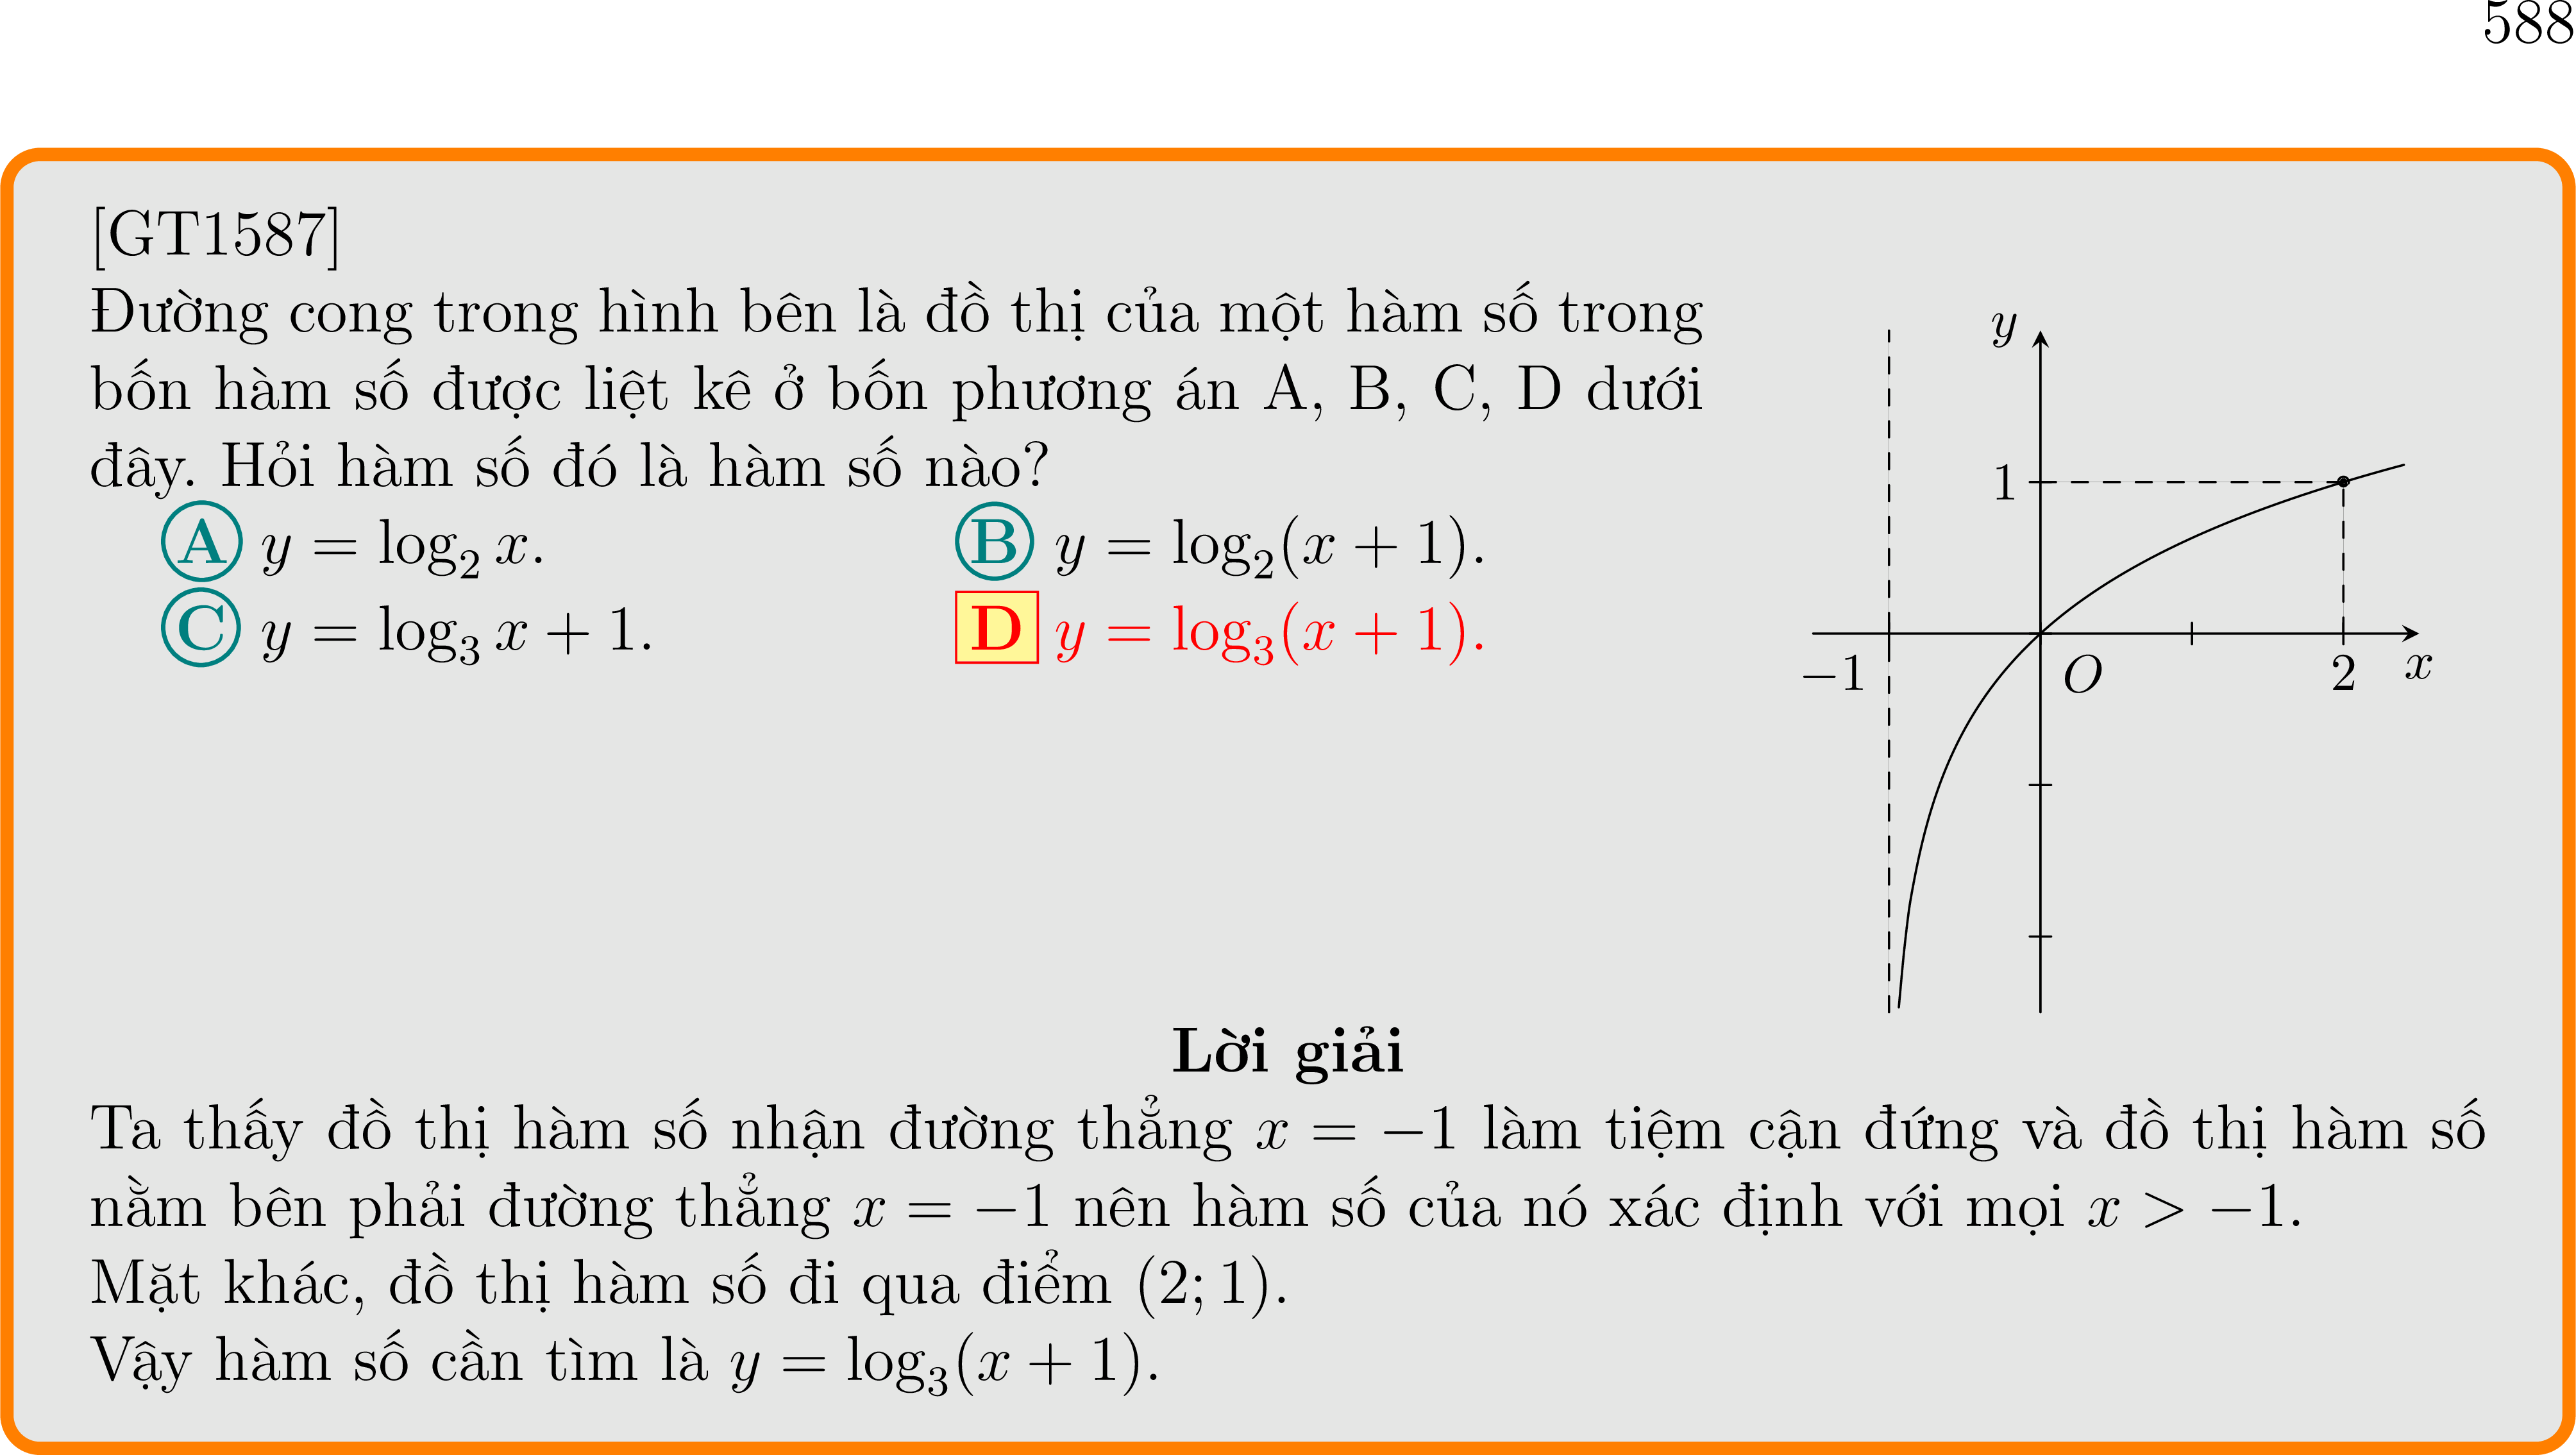 588
[GT1587]
Đường cong trong hình bên là đồ thị của một hàm số trong
bốn hàm số được liệt kê ở bốn phương án A, B, C, D dưới
đây. Hỏi hàm số đó là hàm số nào?
A y = log₂ x. B y = log₂(x + 1).
C y = log₃ x + 1. D y = log₃(x + 1).
y
1
−1 O 2 x
Lời giải
Ta thấy đồ thị hàm số nhận đường thẳng x = −1 làm tiệm cận đứng và đồ thị hàm số
nằm bên phải đường thẳng x = −1 nên hàm số của nó xác định với mọi x > −1.
Mặt khác, đồ thị hàm số đi qua điểm (2; 1).
Vậy hàm số cần tìm là y = log₃(x + 1).